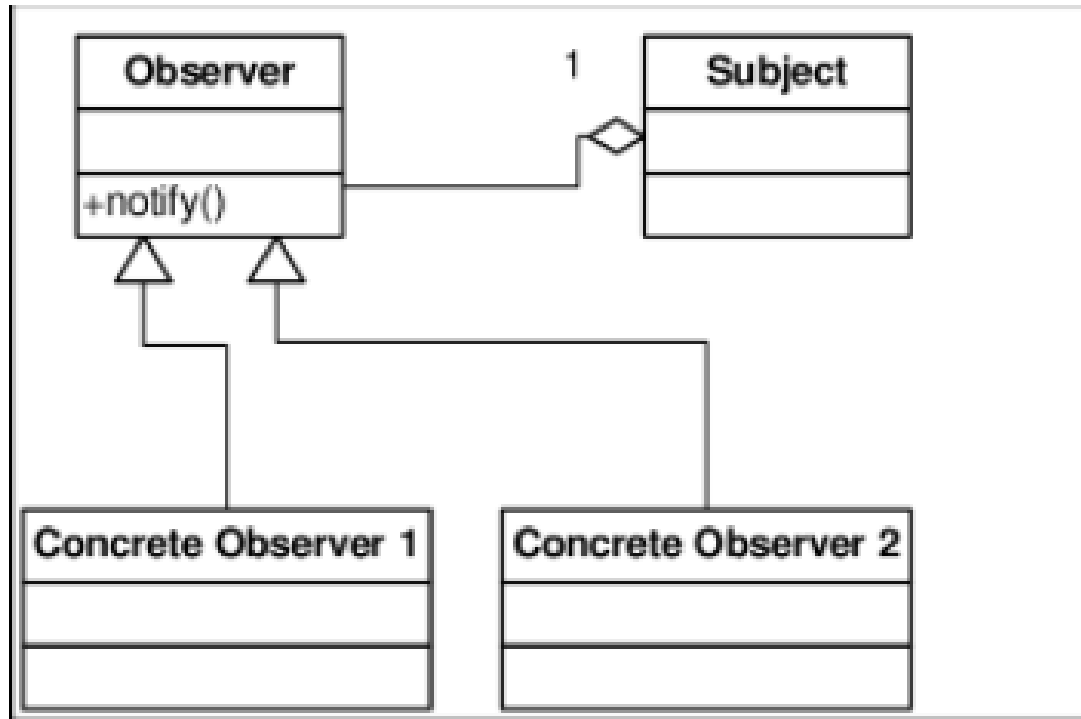 Observer
1
Subject
+notify()
Concrete Observer 1
Concrete Observer 2